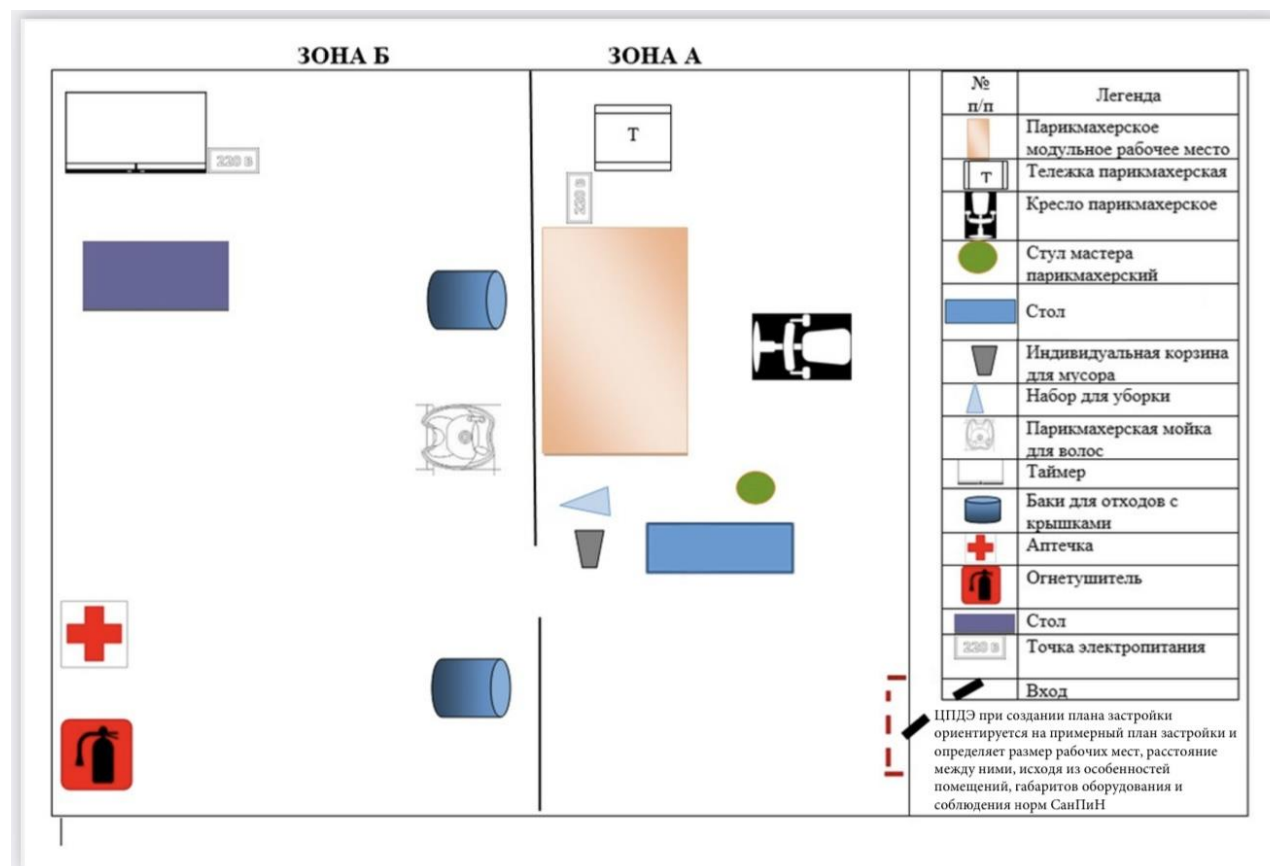 ЗОНА Б
ЗОНА А
220 В
Т
220 В
№
п/п
Легенда
Парикмахерское
модульное рабочее место
Т
Тележка парикмахерская
Кресло парикмахерское
Стул мастера
парикмахерский
Стол
Индивидуальная корзина
для мусора
Набор для уборки
Парикмахерская мойка
для волос
Таймер
Баки для отходов с
крышками
Аптечка
Огнетушитель
Стол
220 В
Точка электропитания
Вход
ЦПДЭ при создании плана застройки
ориентируется на примерный план застройки и
определяет размер рабочих мест, расстояние
между ними, исходя из особенностей
помещений, габаритов оборудования и
соблюдения норм СанПиН